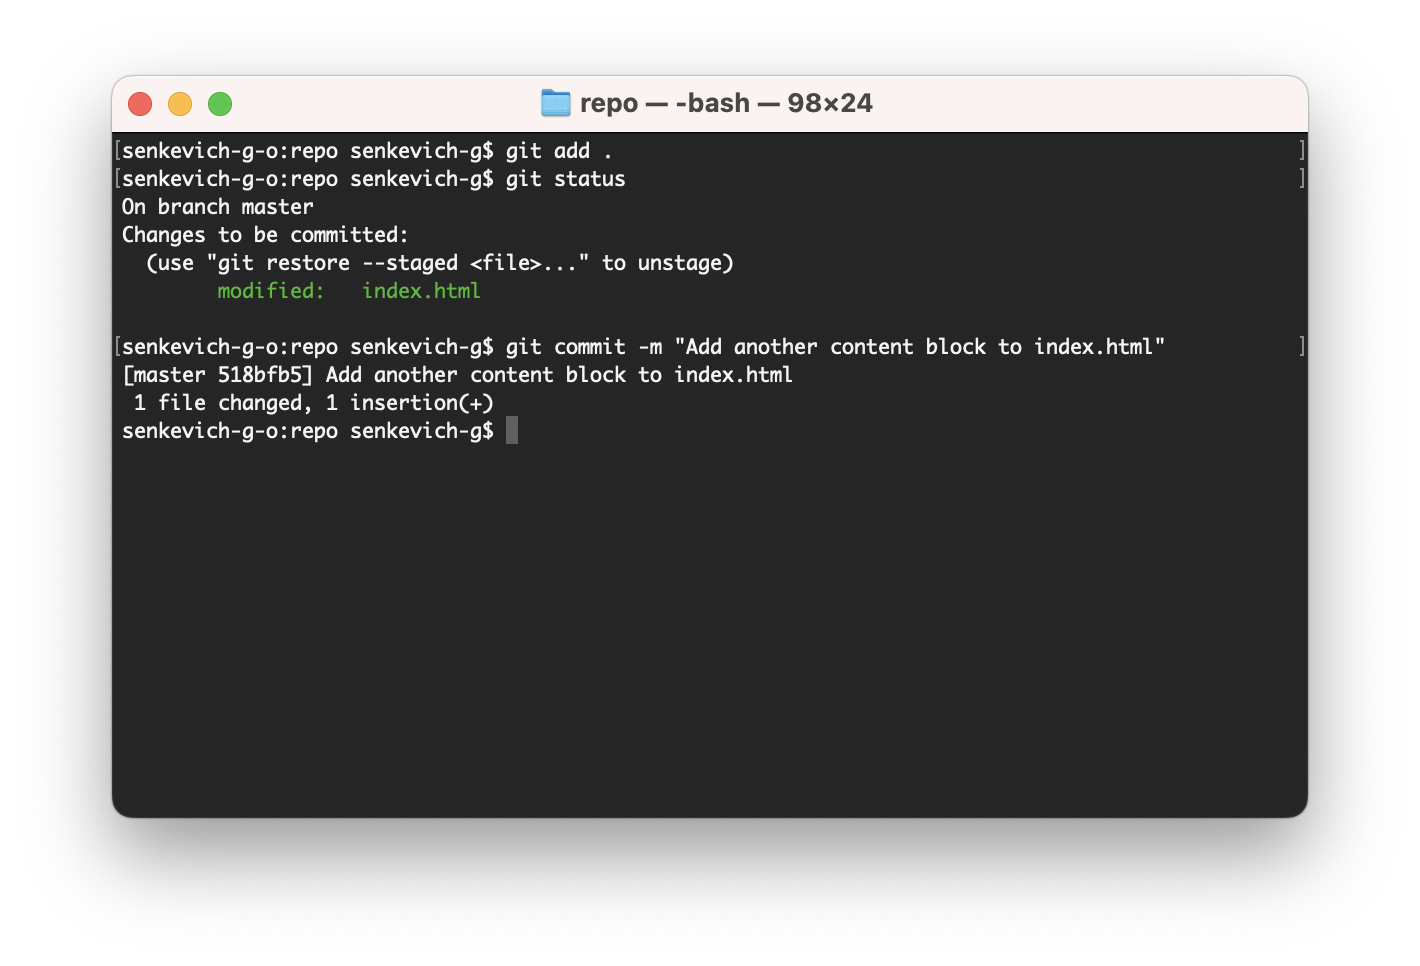 repo — -bash — 98×24
[senkevich-g-o:repo senkevich-g$ git add . ]
[senkevich-g-o:repo senkevich-g$ git status ]
On branch master
Changes to be committed:
  (use "git restore --staged <file>..." to unstage)
        modified:   index.html

[senkevich-g-o:repo senkevich-g$ git commit -m "Add another content block to index.html" ]
[master 518bfb5] Add another content block to index.html
 1 file changed, 1 insertion(+)
senkevich-g-o:repo senkevich-g$